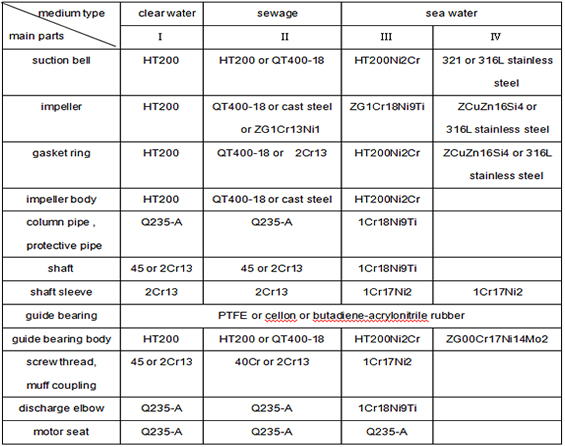 medium type clear water sewage sea water
main parts I II III IV
suction bell HT200 HT200 or QT400-18 HT200Ni2Cr 321 or 316L stainless
steel
impeller HT200 QT400-18 or cast steel ZG1Cr18Ni9Ti ZCuZn16Si4 or
or ZG1Cr13Ni1 316L stainless steel
gasket ring HT200 QT400-18 or 2Cr13 HT200Ni2Cr ZCuZn16Si4 or 316L
stainless steel
impeller body HT200 QT400-18 or cast steel HT200Ni2Cr
column pipe , Q235-A Q235-A 1Cr18Ni9Ti
protective pipe
shaft 45 or 2Cr13 45 or 2Cr13 1Cr18Ni9Ti
shaft sleeve 2Cr13 2Cr13 1Cr17Ni2 1Cr17Ni2
guide bearing PTFE or cellon or butadiene-acrylonitrile rubber
guide bearing body HT200 HT200 or QT400-18 HT200Ni2Cr ZG00Cr17Ni14Mo2
screw thread, 45 or 2Cr13 40Cr or 2Cr13 1Cr17Ni2
muff coupling
discharge elbow Q235-A Q235-A 1Cr18Ni9Ti
motor seat Q235-A Q235-A Q235-A